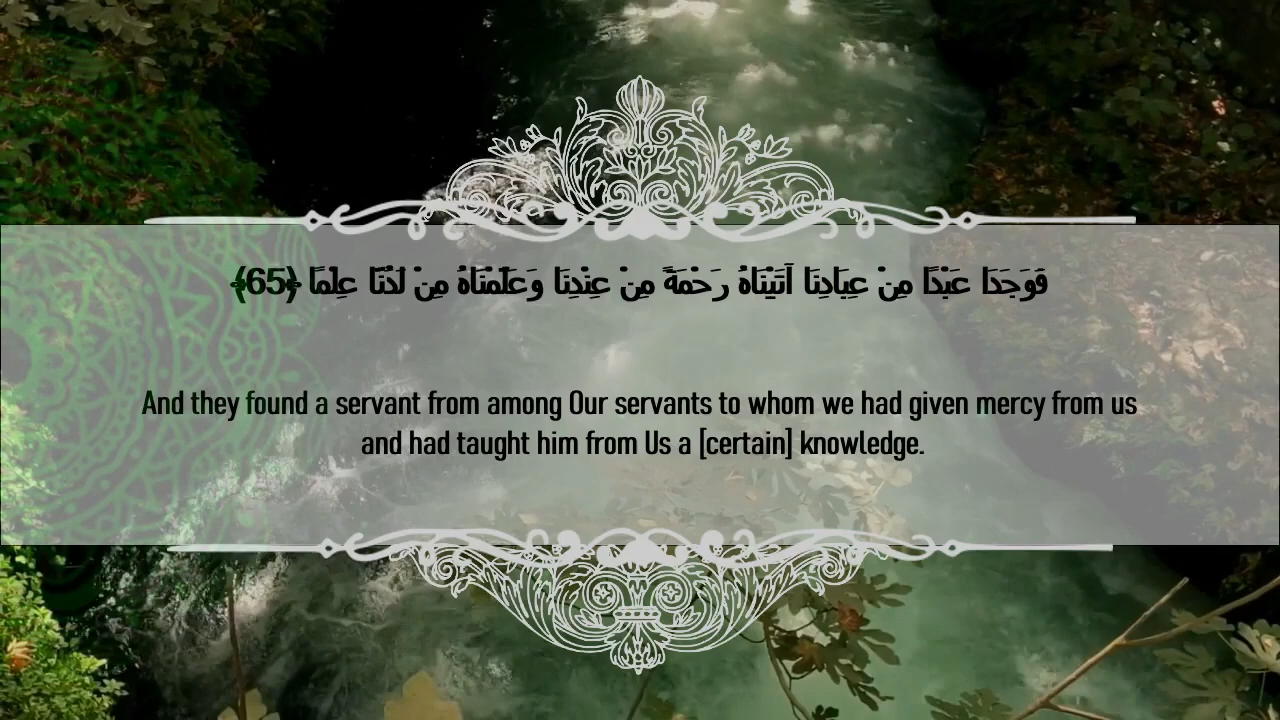 فَوَجَدَا عَبْدًا مِنْ عِبَادِنَا آتَيْنَاهُ رَحْمَةً مِنْ عِنْدِنَا وَعَلَّمْنَاهُ مِنْ لَدُنَّا عِلْمًا ﴿65﴾
And they found a servant from among Our servants to whom we had given mercy from us
and had taught him from Us a [certain] knowledge.